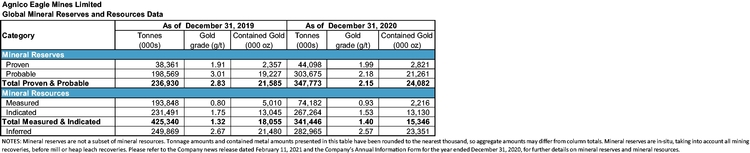 Agnico Eagle Mines Limited
Global Mineral Reserves and Resources Data
As of December 31, 2019 As of December 31, 2020
Category Tonnes (000s) Gold grade (g/t) Contained Gold (000 oz) Tonnes (000s) Gold grade (g/t) Contained Gold (000 oz)
Mineral Reserves
Proven 38,361 1.91 2,357 44,098 1.99 2,821
Probable 198,569 3.01 19,227 303,675 2.18 21,261
Total Proven & Probable 236,930 2.83 21,585 347,773 2.15 24,082
Mineral Resources
Measured 193,848 0.80 5,010 74,182 0.93 2,216
Indicated 231,491 1.75 13,045 267,264 1.53 13,130
Total Measured & Indicated 425,340 1.32 18,055 341,446 1.40 15,346
Inferred 249,869 2.67 21,480 282,965 2.57 23,351
NOTES: Mineral reserves are not a subset of mineral resources. Tonnage amounts and contained metal amounts presented in this table have been rounded to the nearest thousand, so aggregate amounts may differ from column totals. Mineral reserves are in-situ, taking into account all mining
recoveries, before mill or heap leach recoveries. Please refer to the Company news release dated February 11, 2021 and the Company's Annual Information Form for the year ended December 31, 2020, for further details on mineral reserves and mineral resources.